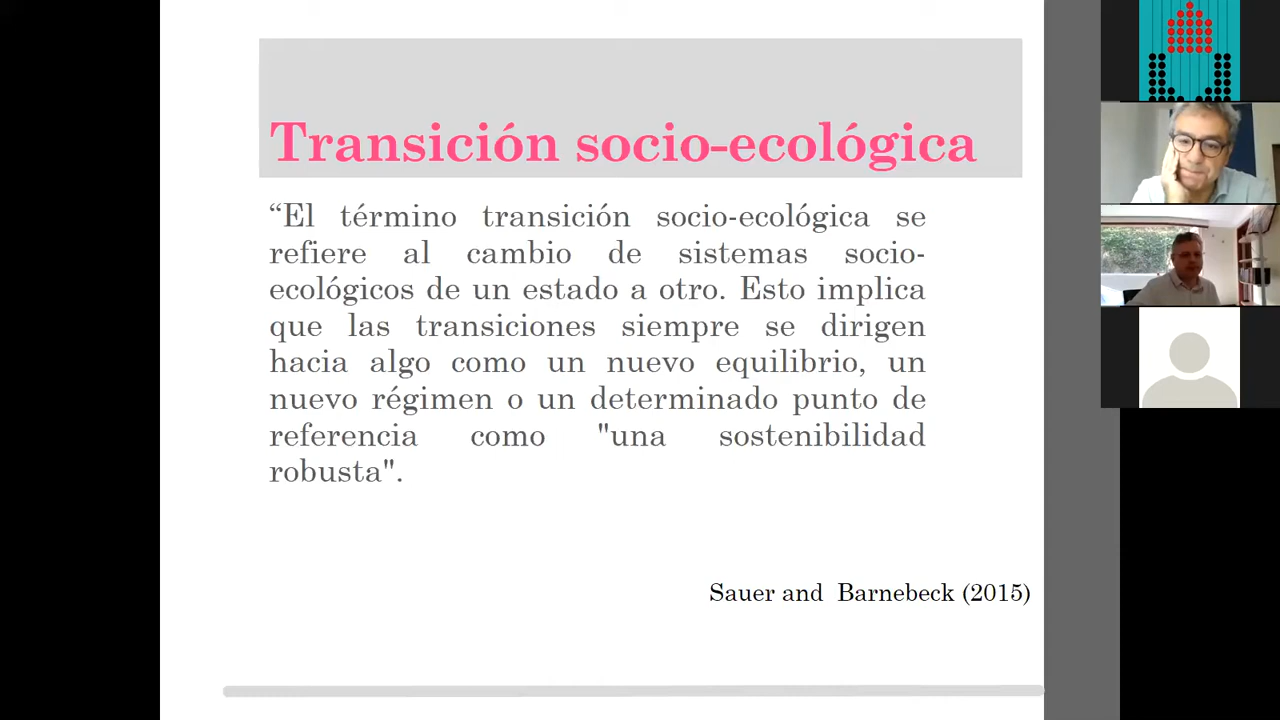 Transición socio-ecológica
“El término transición socio-ecológica se
refiere al cambio de sistemas socio-
ecológicos de un estado a otro. Esto implica
que las transiciones siempre se dirigen
hacia algo como un nuevo equilibrio, un
nuevo régimen o un determinado punto de
referencia como "una sostenibilidad
robusta".
Sauer and Barnebeck (2015)